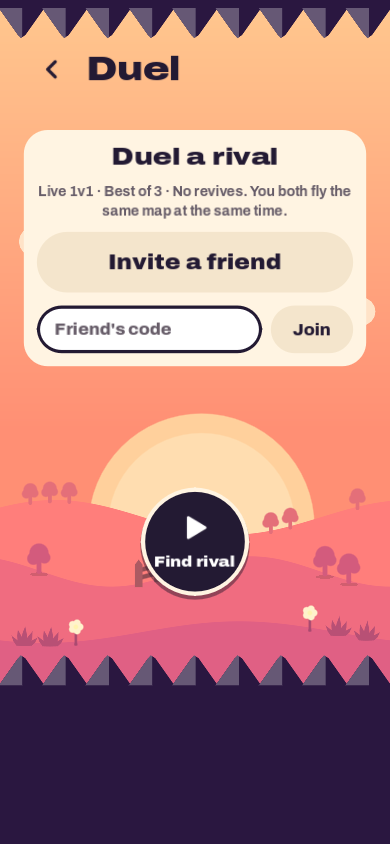 Duel
Duel a rival
Live 1v1 · Best of 3 · No revives. You both fly the
same map at the same time.
Invite a friend
Friend's code
Join
Find rival